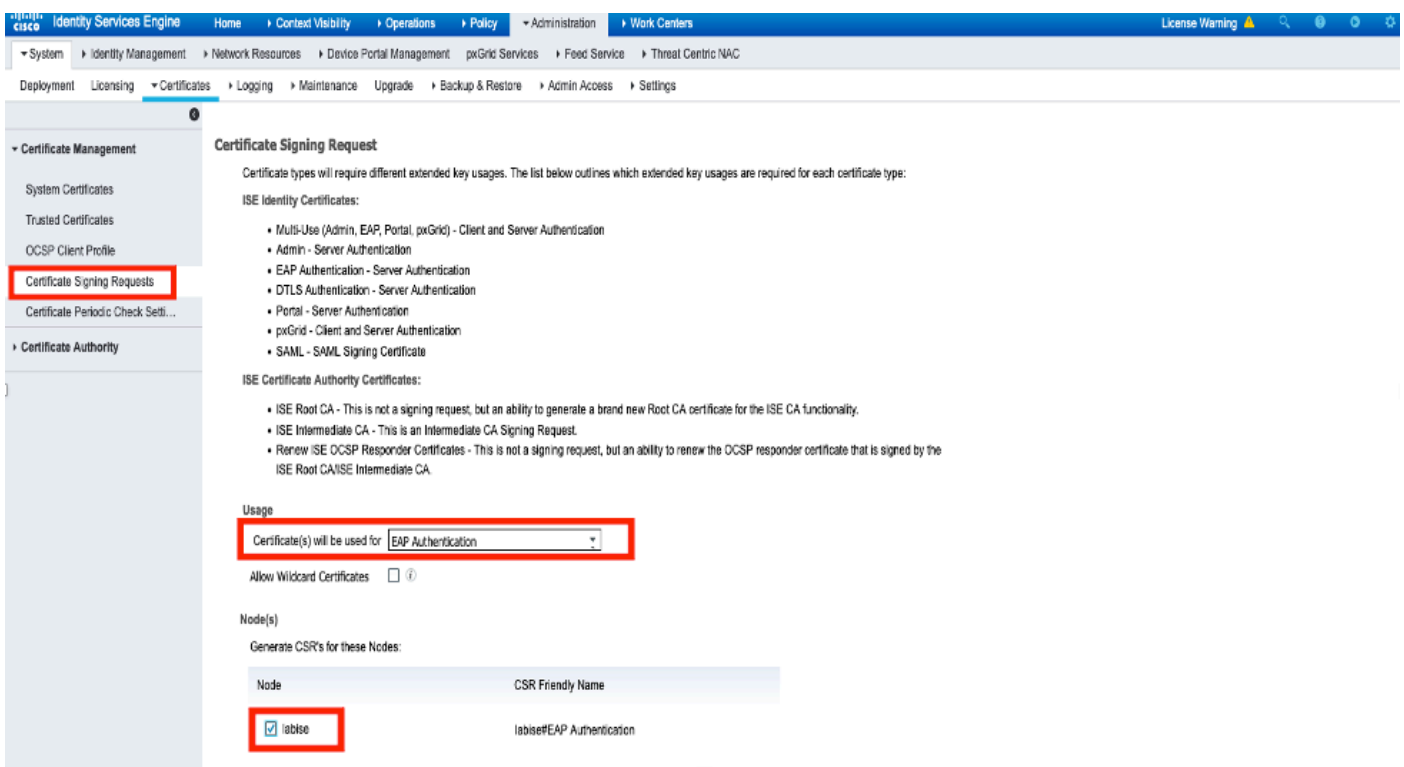 cisco Identity Services Engine Home Context Visibility Operations Policy Administration Work Centers License Warning
System Identity Management Network Resources Device Portal Management pxGrid Services Feed Service Threat Centric NAC
Deployment Licensing Certificates Logging Maintenance Upgrade Backup & Restore Admin Access Settings
Certificate Management
System Certificates
Trusted Certificates
OCSP Client Profile
Certificate Signing Requests
Certificate Periodic Check Setti...
Certificate Authority
Certificate Signing Request
Certificate types will require different extended key usages. The list below outlines which extended key usages are required for each certificate type:
ISE Identity Certificates:
• Multi-Use (Admin, EAP, Portal, pxGrid) - Client and Server Authentication
• Admin - Server Authentication
• EAP Authentication - Server Authentication
• DTLS Authentication - Server Authentication
• Portal - Server Authentication
• pxGrid - Client and Server Authentication
• SAML - SAML Signing Certificate
ISE Certificate Authority Certificates:
• ISE Root CA - This is not a signing request, but an ability to generate a brand new Root CA certificate for the ISE CA functionality.
• ISE Intermediate CA - This is an Intermediate CA Signing Request.
• Renew ISE OCSP Responder Certificates - This is not a signing request, but an ability to renew the OCSP responder certificate that is signed by the
ISE Root CA/ISE Intermediate CA.
Usage
Certificate(s) will be used for EAP Authentication
Allow Wildcard Certificates
Node(s)
Generate CSR's for these Nodes:
Node CSR Friendly Name
labise labise#EAP Authentication